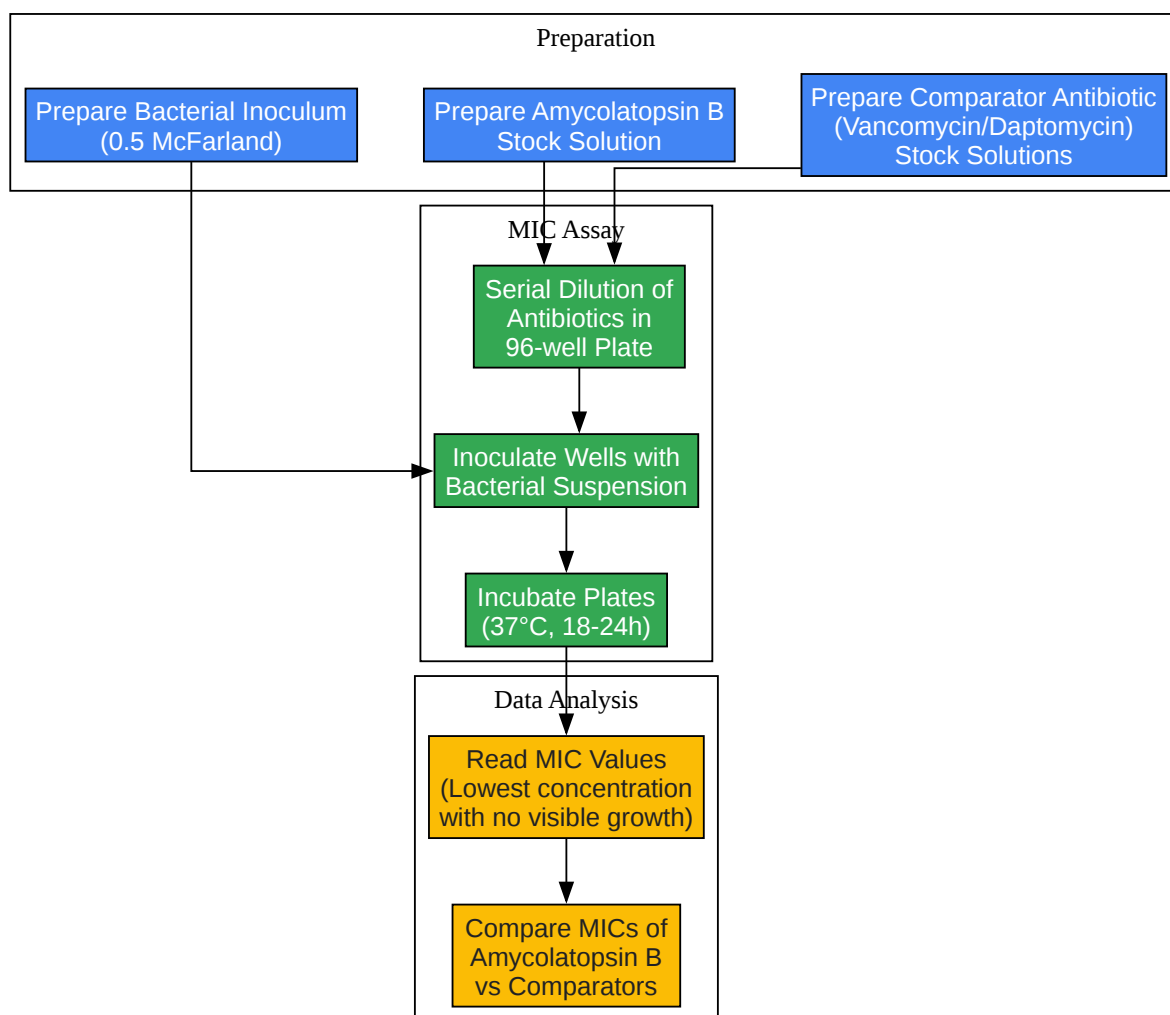 Preparation
Prepare Bacterial Inoculum
(0.5 McFarland)
Prepare Amycolatopsin B
Stock Solution
Prepare Comparator Antibiotic
(Vancomycin/Daptomycin)
Stock Solutions
MIC Assay
Serial Dilution of
Antibiotics in
96-well Plate
Inoculate Wells with
Bacterial Suspension
Incubate Plates
(37°C, 18-24h)
Data Analysis
Read MIC Values
(Lowest concentration
with no visible growth)
Compare MICs of
Amycolatopsin B
vs Comparators